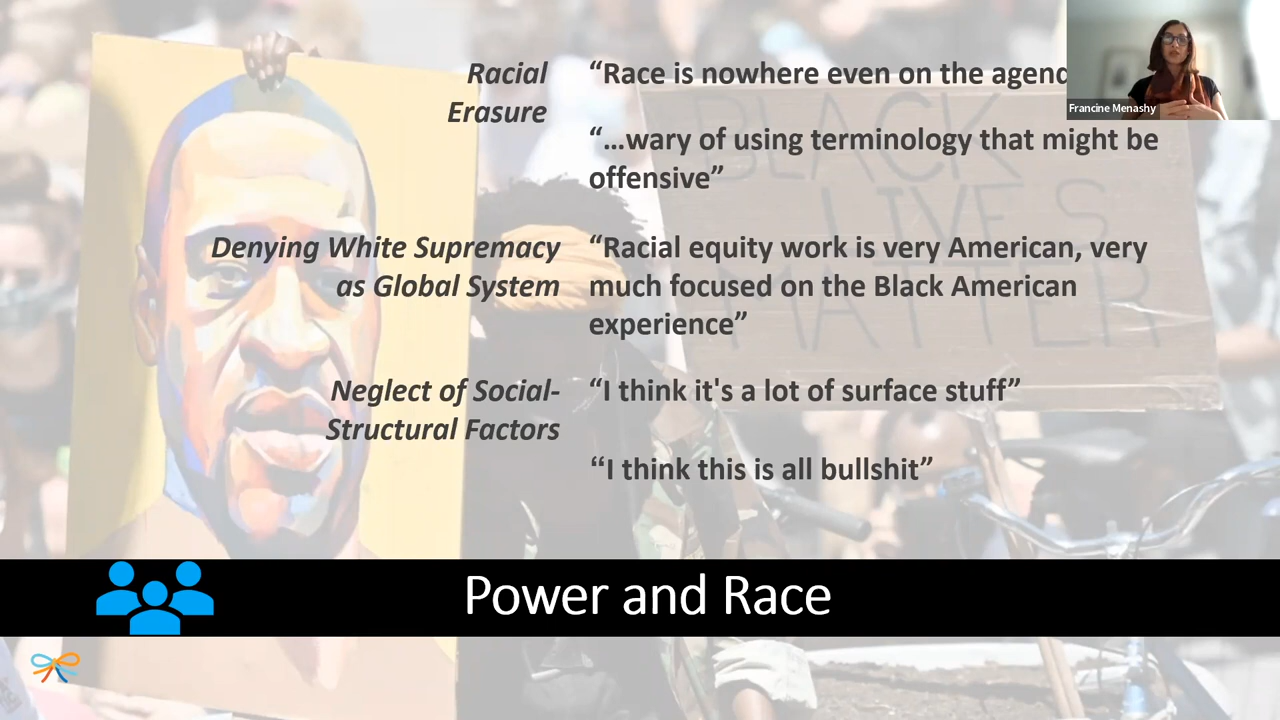 Racial
Erasure
“Race is nowhere even on the
“…wary of using terminology that might be
offensive”
Denying White Supremacy
as Global System
“Racial equity work is very American, very
much focused on the Black American
experience”
Neglect of Social-
Structural Factors
“I think it's a lot of surface stuff”
“I think this is all bullshit”
Power and Race
Francine Menashy
BLACK
LIVES
MATTER